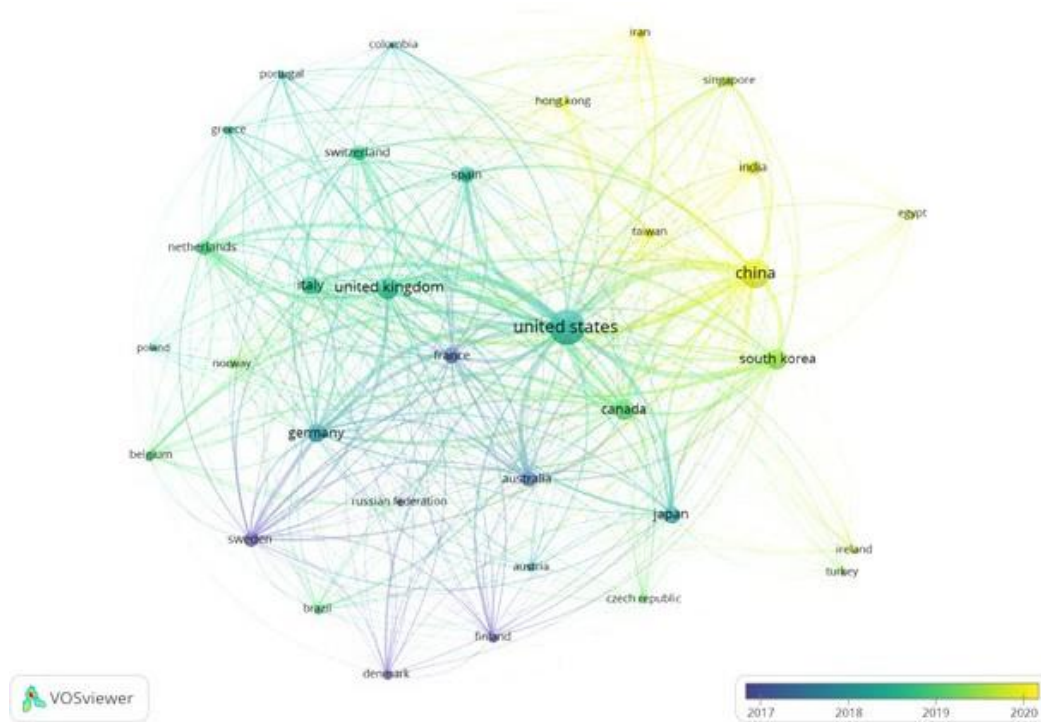 iran
colombia
portugal
singapore
hong kong
greece
switzerland
india
spain
egypt
taiwan
netherlands
china
italy
united kingdom
united states
poland
france
south korea
norway
canada
germany
belgium
australia
russian federation
japan
sweden
ireland
austria
turkey
czech republic
brazil
finland
denmark
VOSviewer
2017 2018 2019 2020